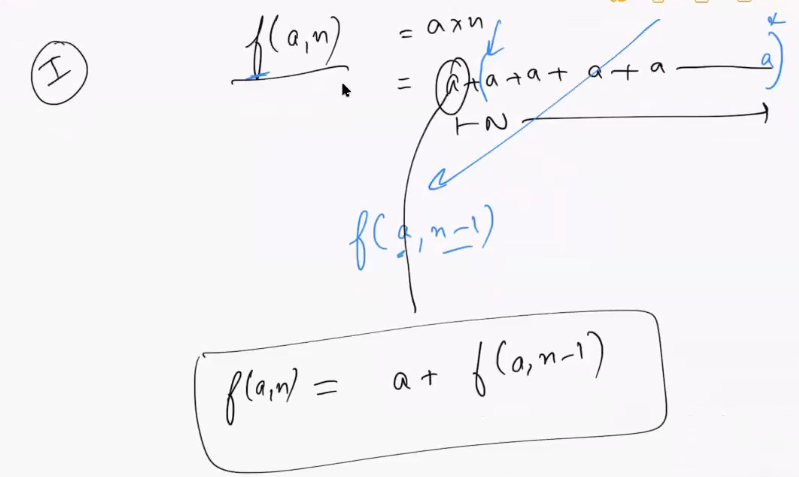 I
f(a,n) = a x n
= a + (a + a + a + a — a)
N
f(a, n-1)
f(a,n) = a + f(a,n-1)